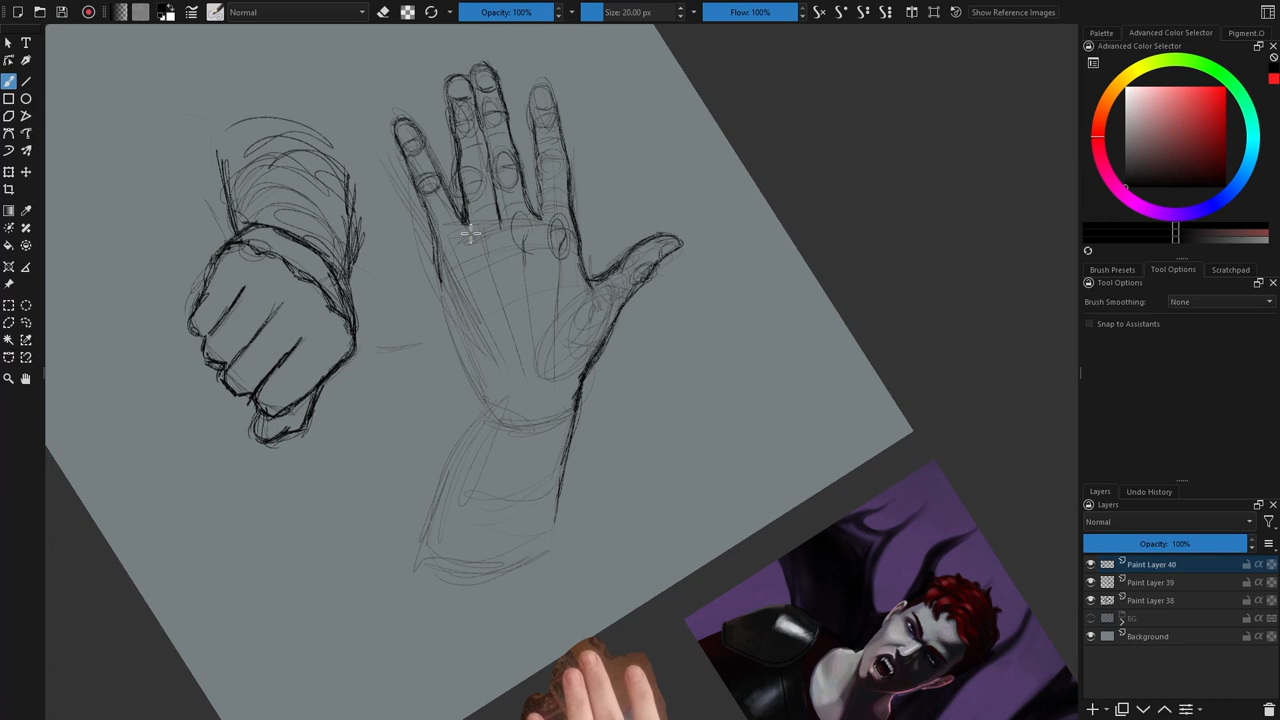 Normal
Opacity: 100%
Size: 20.00 px
Flow: 100%
Show Reference Images
Palette
Advanced Color Selector
Pigment.O
Advanced Color Selector
Brush Presets
Tool Options
Scratchpad
Tool Options
Brush Smoothing:
None
Snap to Assistants
Layers
Undo History
Layers
Normal
Opacity: 100%
Paint Layer 40
Paint Layer 39
Paint Layer 38
BG
Background